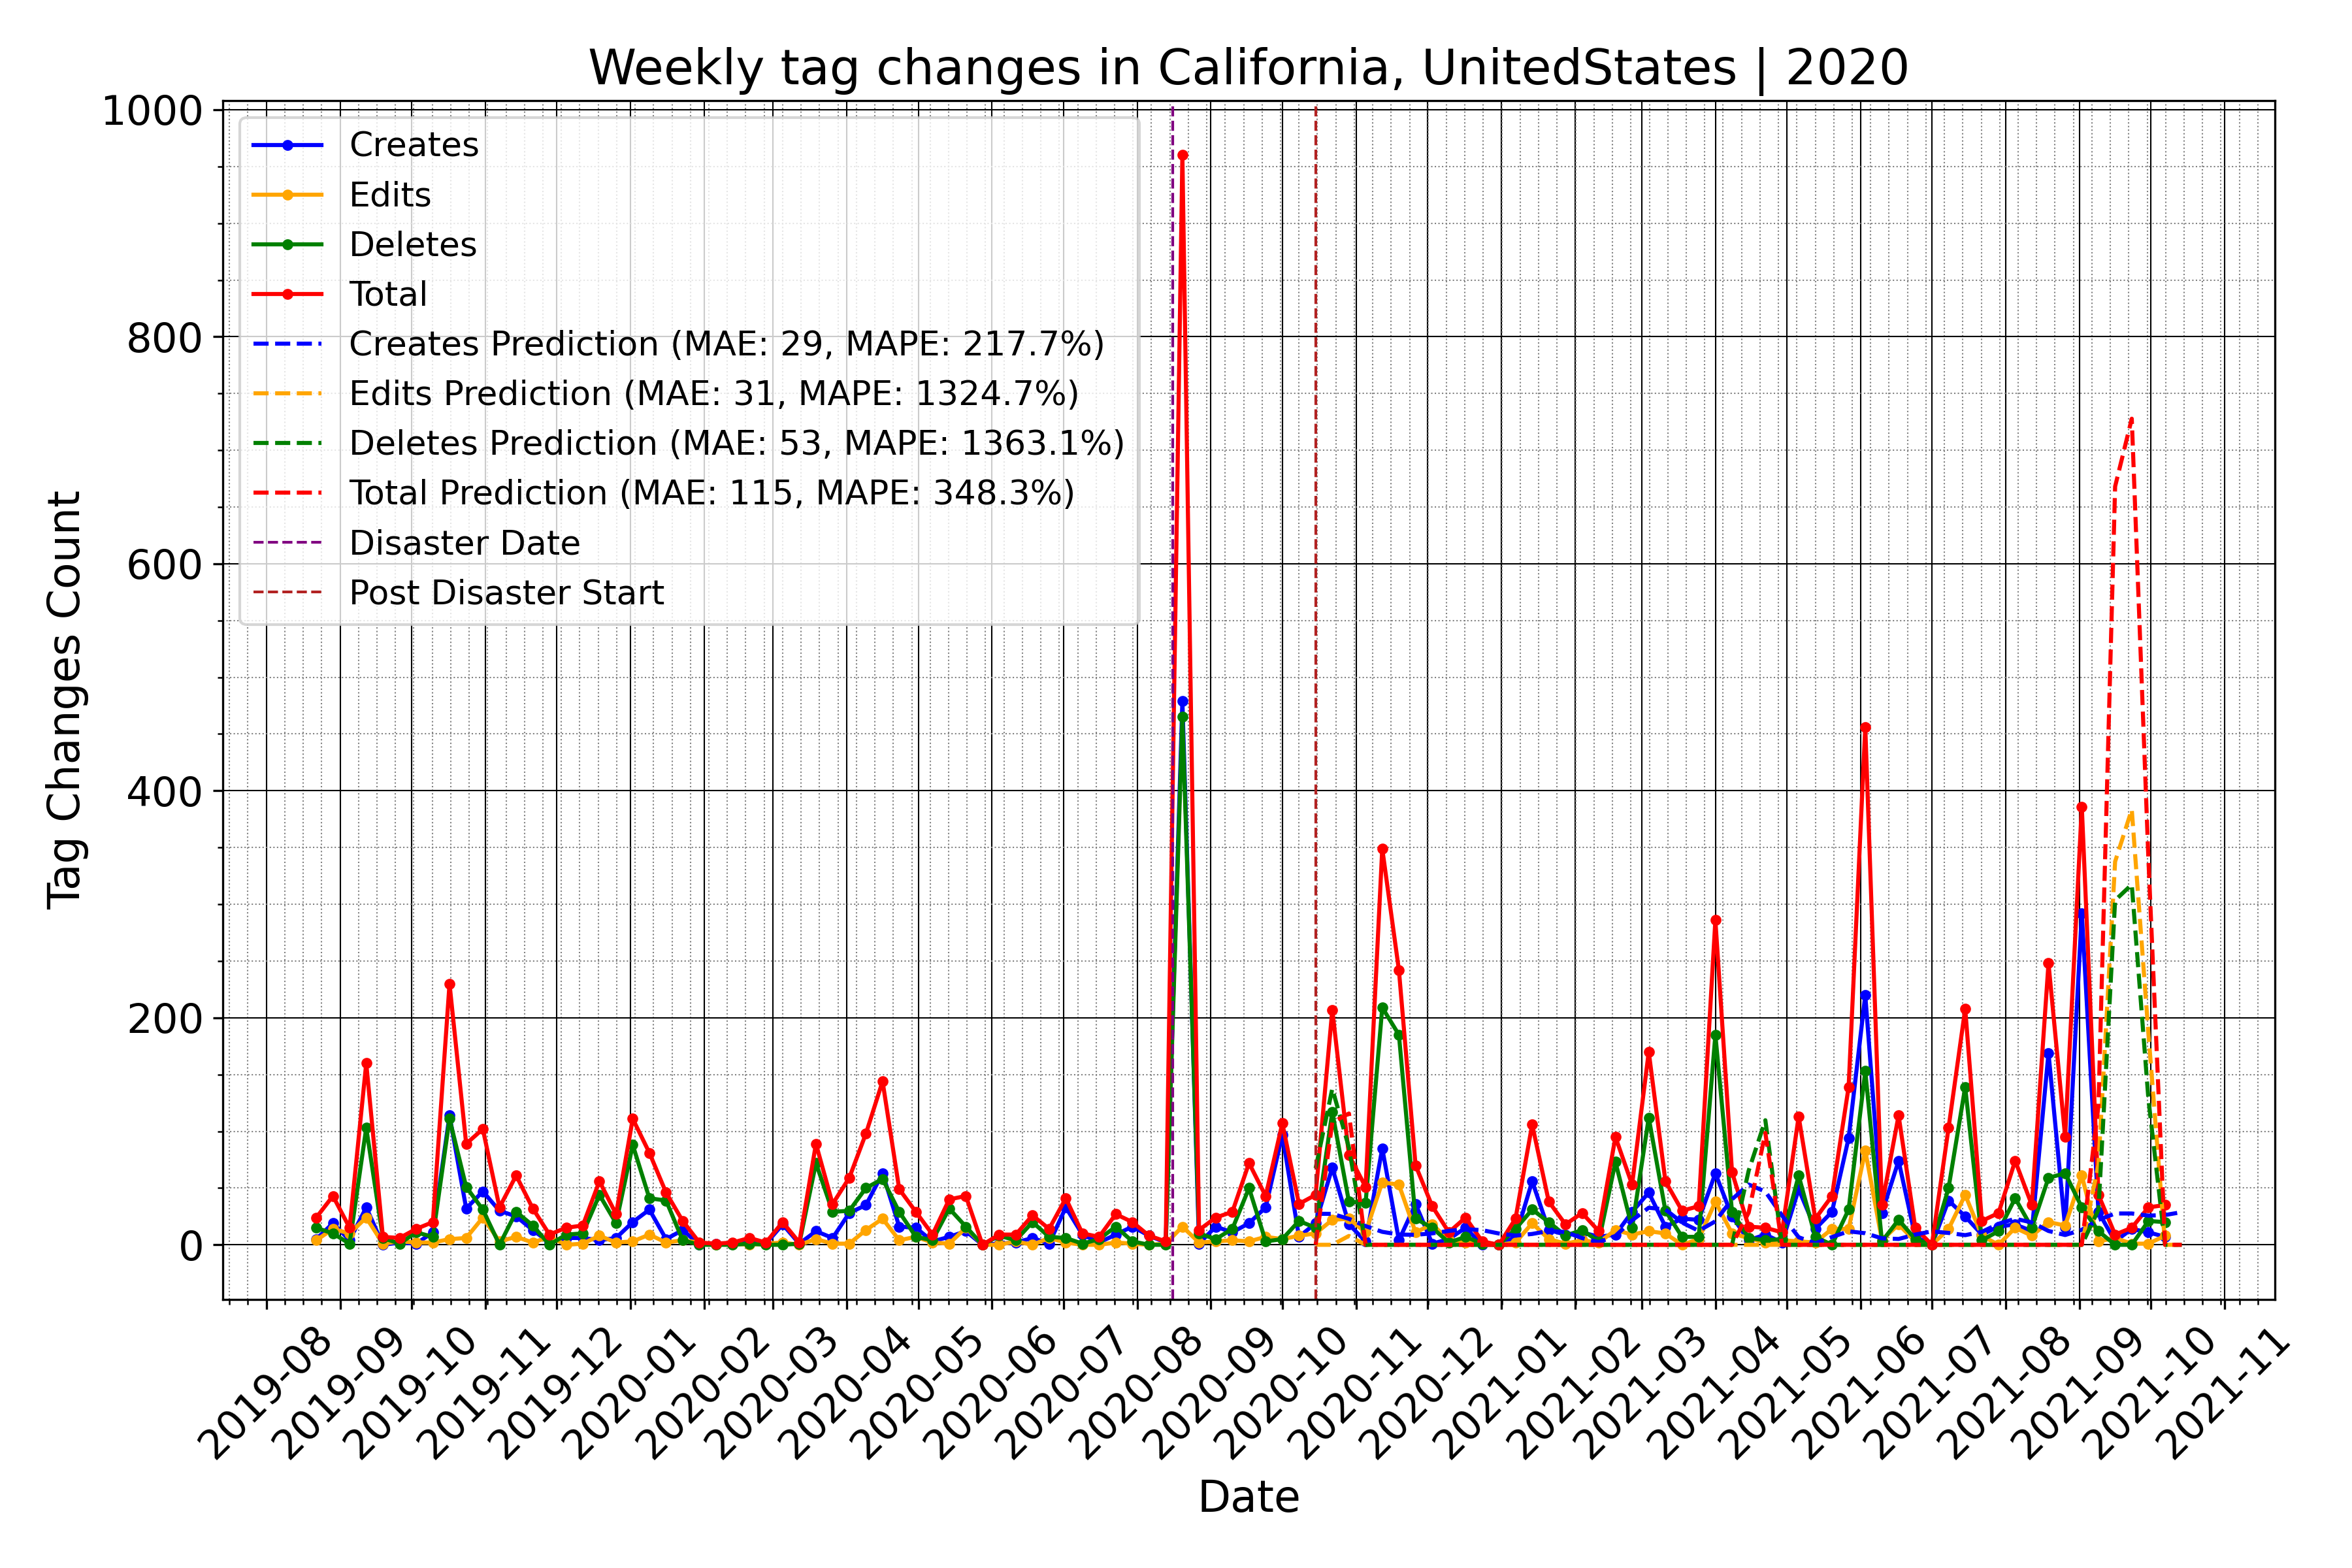 Weekly tag changes in California, UnitedStates | 2020
1000
800
600
400
200
0
Tag Changes Count
Creates
Edits
Deletes
Total
Creates Prediction (MAE: 29, MAPE: 217.7%)
Edits Prediction (MAE: 31, MAPE: 1324.7%)
Deletes Prediction (MAE: 53, MAPE: 1363.1%)
Total Prediction (MAE: 115, MAPE: 348.3%)
Disaster Date
Post Disaster Start
2019-08
2019-09
2019-10
2019-11
2019-12
2020-01
2020-02
2020-03
2020-04
2020-05
2020-06
2020-07
2020-08
2020-09
2020-10
2020-11
2020-12
2021-01
2021-02
2021-03
2021-04
2021-05
2021-06
2021-07
2021-08
2021-09
2021-10
2021-11
Date